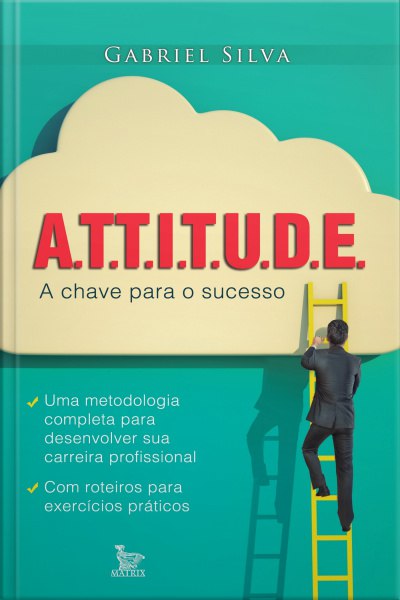 GABRIEL SILVA
A.T.T.I.T.U.D.E.
A chave para o sucesso
Uma metodologia
completa para
desenvolver sua
carreira profissional
Com roteiros para
exercícios práticos
MATRIX